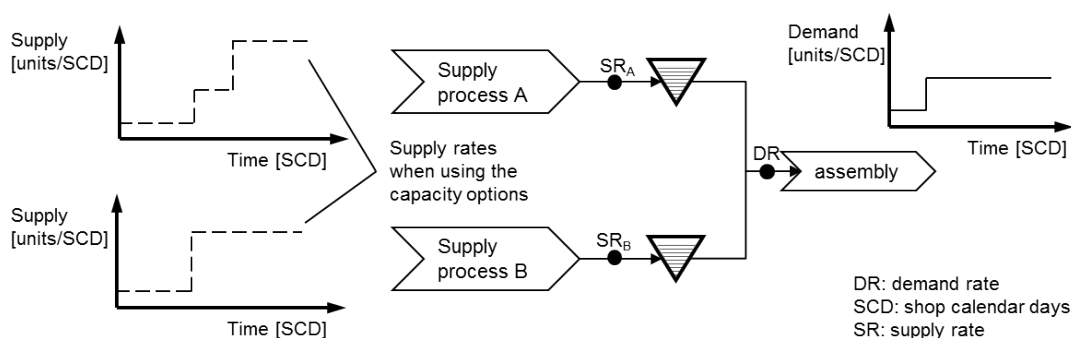 Supply
[units/SCD]
Time [SCD]
Supply
[units/SCD]
Time [SCD]
Supply rates
when using the
capacity options
Supply
process A
SRA
Supply
process B
SRB
DR
assembly
Demand
[units/SCD]
Time [SCD]
DR: demand rate
SCD: shop calendar days
SR: supply rate